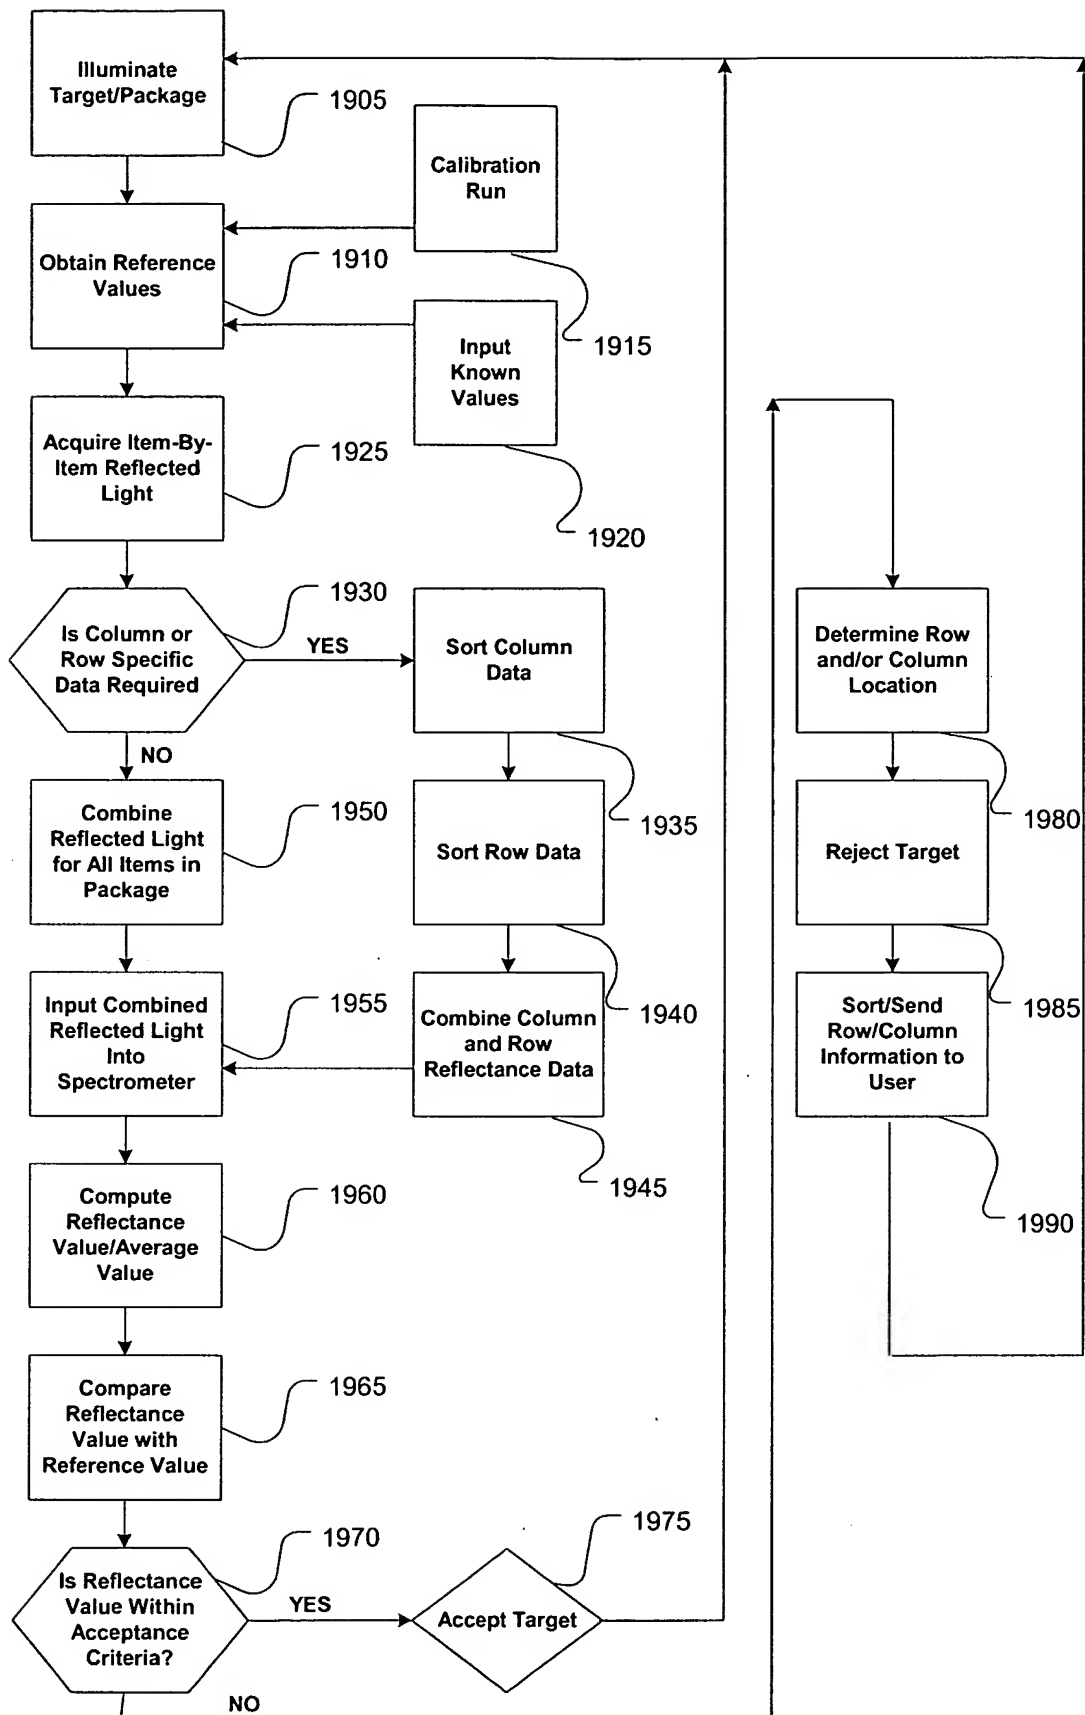 Illuminate
Target/Package
1905
Calibration
Run
Obtain Reference
Values
1910
1915
Input
Known
Values
Acquire Item-By-
Item Reflected
Light
1925
1920
Is Column or
Row Specific
Data Required
1930
YES
NO
Sort Column
Data
1935
Determine Row
and/or Column
Location
1980
Combine
Reflected Light
for All Items in
Package
1950
Sort Row Data
1940
Reject Target
1985
Input Combined
Reflected Light
Into
Spectrometer
1955
Combine Column
and Row
Reflectance Data
1945
Sort/Send
Row/Column
Information to
User
1990
Compute
Reflectance
Value/Average
Value
1960
Compare
Reflectance
Value with
Reference Value
1965
Is Reflectance
Value Within
Acceptance
Criteria?
1970
YES
Accept Target
1975
NO